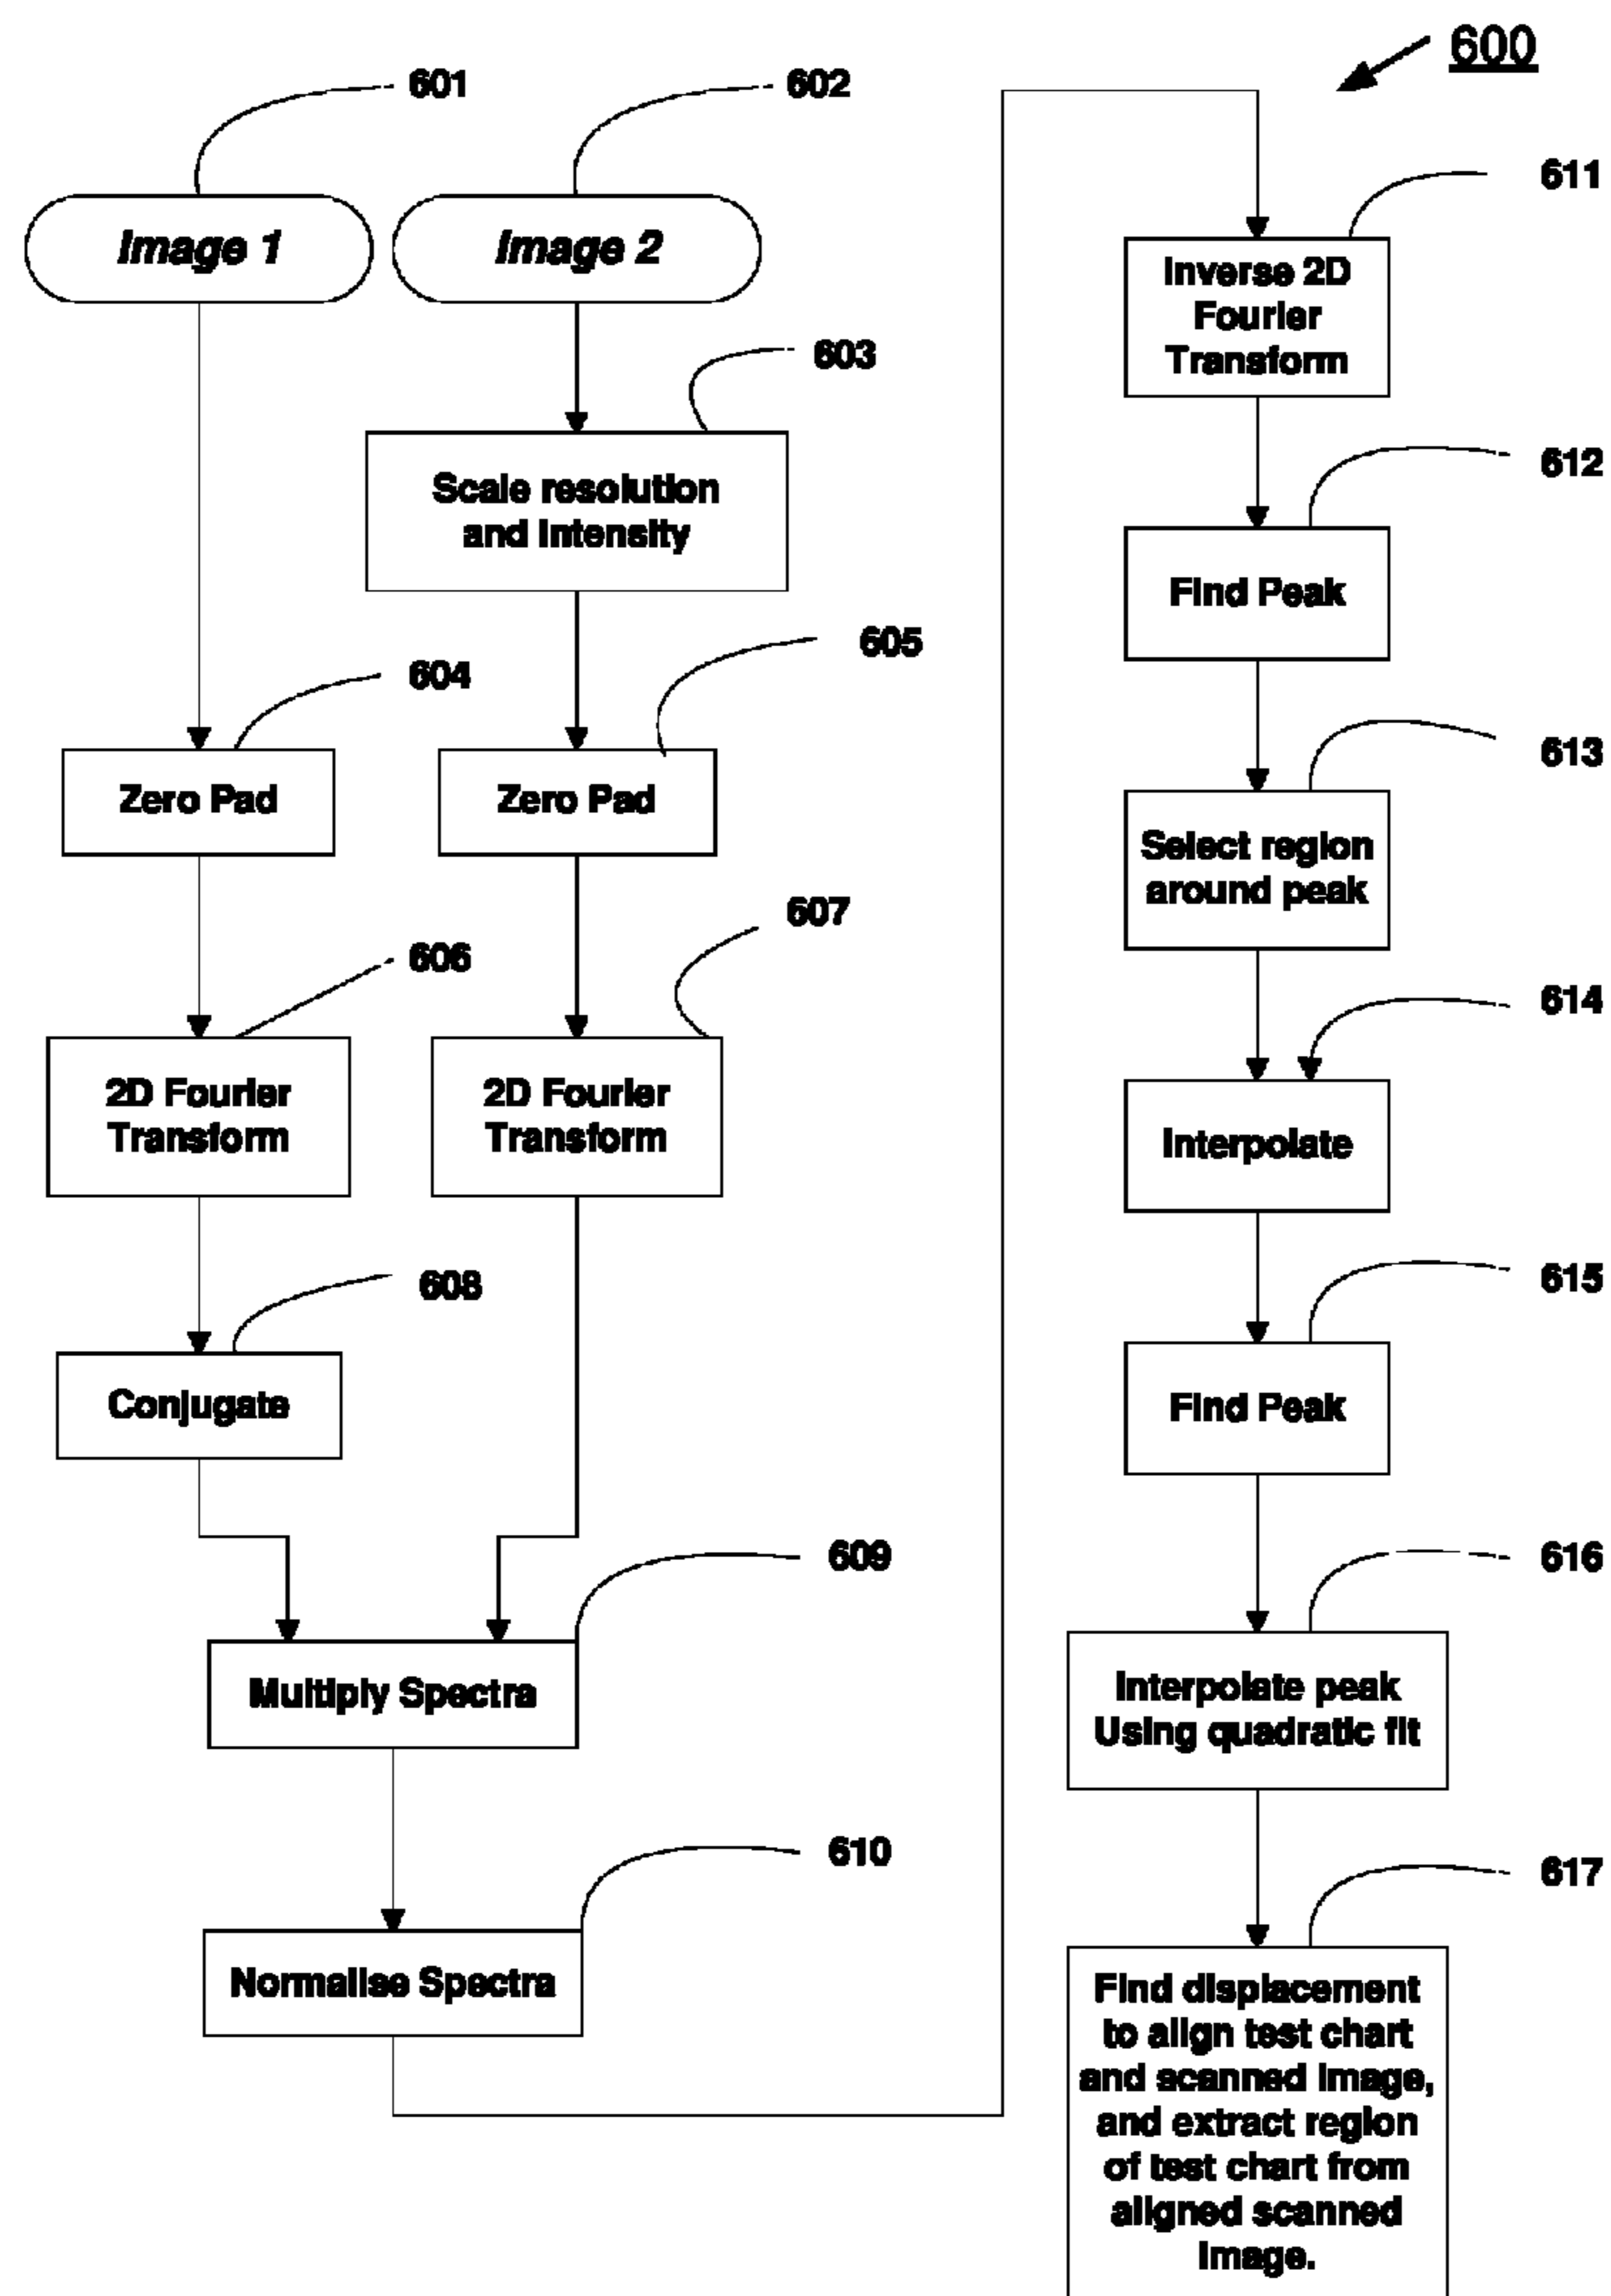 600
601
602
Image 1
Image 2
603
Scale resolution
and Intensity
604
605
Zero Pad
Zero Pad
606
607
2D Fourier
Transform
2D Fourier
Transform
608
Conjugate
609
Multiply Spectra
610
Normalise Spectra
611
Inverse 2D
Fourier
Transform
612
Find Peak
613
Select region
around peak
614
Interpolate
615
Find Peak
616
Interpolate peak
Using quadratic fit
617
Find displacement
to align test chart
and scanned image,
and extract region
of test chart from
aligned scanned
image.